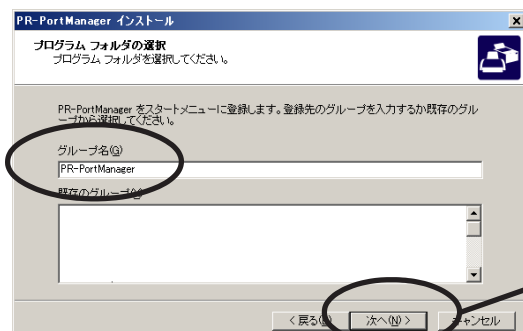 PR-PortManager インストール
プログラム フォルダの選択
プログラム フォルダを選択してください。
PR-PortManager をスタートメニューに登録します。登録先のグループを入力するか既存のグル
ープから選択してください。
グループ名(G)
PR-PortManager
既存のグループ(X)
< 戻る(B) 次へ(N) > キャンセル